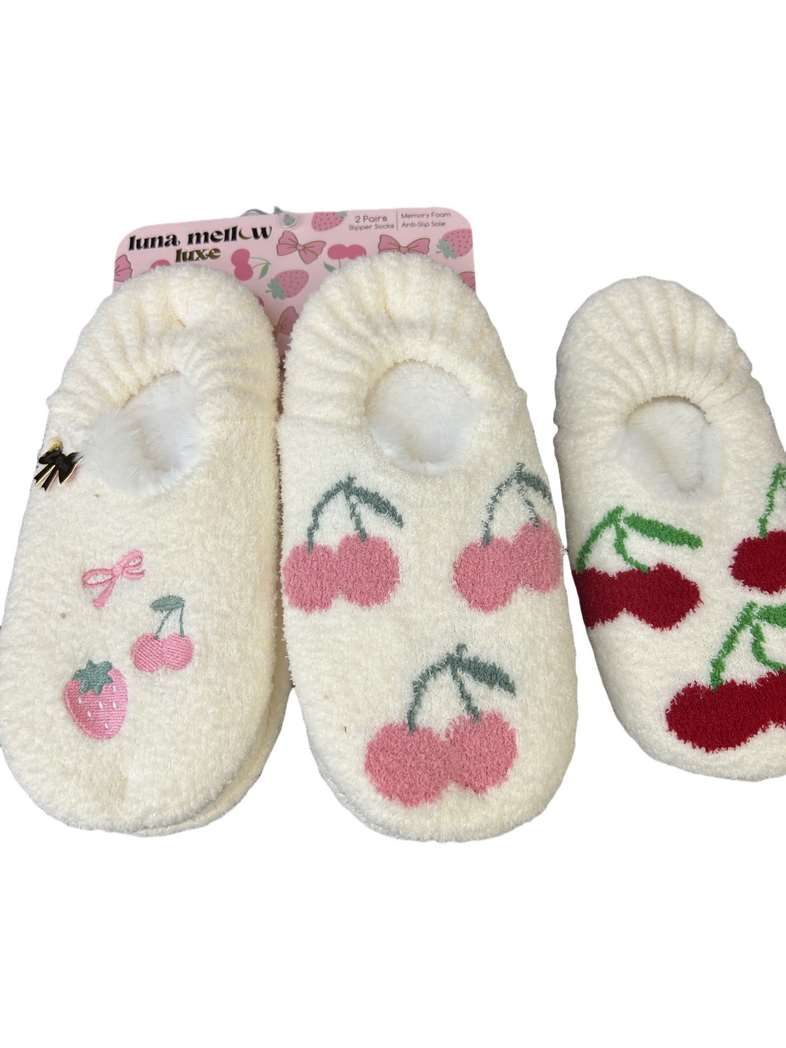 luna mellow
luxe
2 Pairs
Slipper Socks
Memory Foam
Anti-Slip Sole